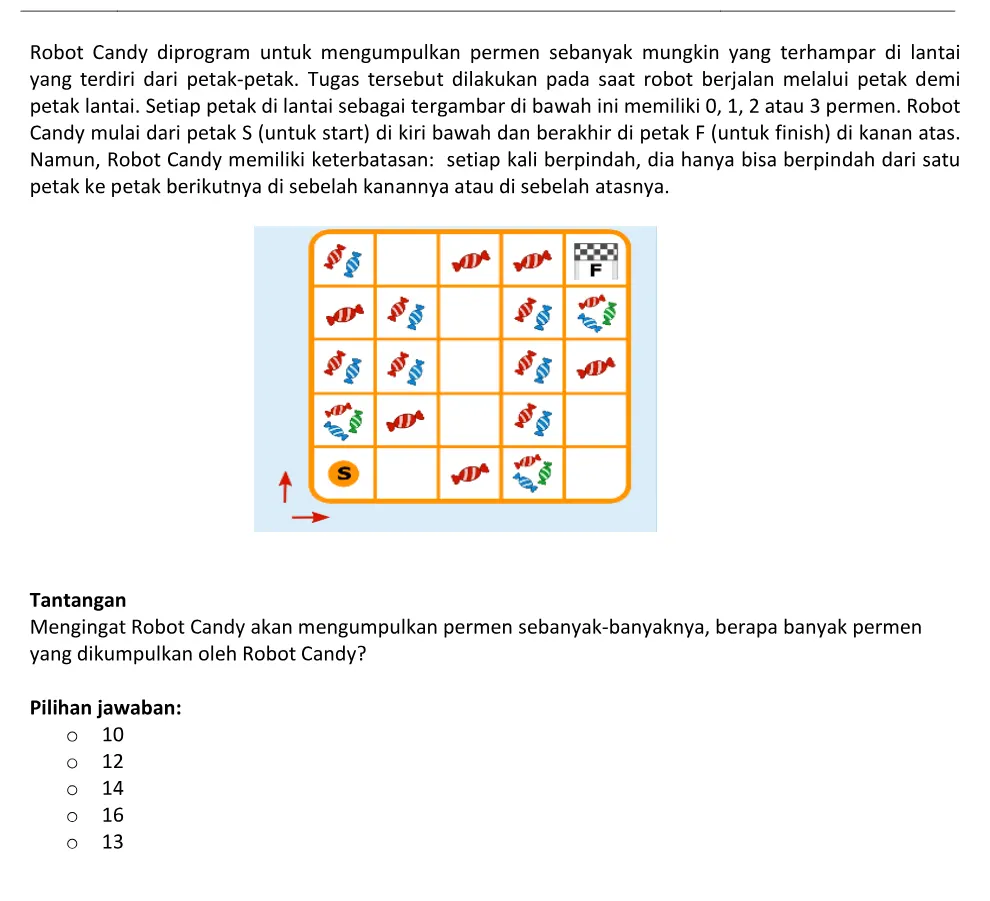 Robot Candy diprogram untuk mengumpulkan permen sebanyak mungkin yang terhampar di lantai
yang terdiri dari petak-petak. Tugas tersebut dilakukan pada saat robot berjalan melalui petak demi
petak lantai. Setiap petak di lantai sebagai tergambar di bawah ini memiliki 0, 1, 2 atau 3 permen. Robot
Candy mulai dari petak S (untuk start) di kiri bawah dan berakhir di petak F (untuk finish) di kanan atas.
Namun, Robot Candy memiliki keterbatasan: setiap kali berpindah, dia hanya bisa berpindah dari satu
petak ke petak berikutnya di sebelah kanannya atau di sebelah atasnya.
F
S
Tantangan
Mengingat Robot Candy akan mengumpulkan permen sebanyak-banyaknya, berapa banyak permen
yang dikumpulkan oleh Robot Candy?
Pilihan jawaban:
o 10
o 12
o 14
o 16
o 13